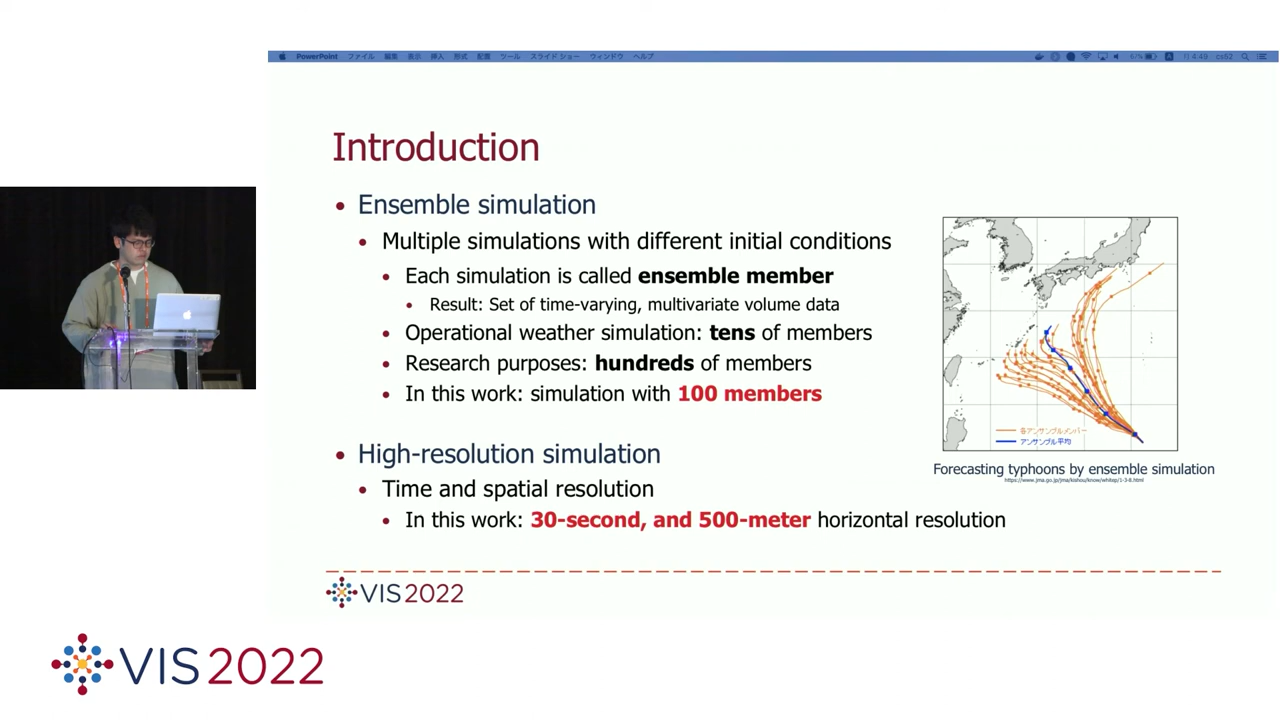 PowerPoint ファイル 編集 表示 挿入 形式 配置 ツール スライド ショー ウィンドウ ヘルプ
Introduction
• Ensemble simulation
• Multiple simulations with different initial conditions
• Each simulation is called ensemble member
• Result: Set of time-varying, multivariate volume data
• Operational weather simulation: tens of members
• Research purposes: hundreds of members
• In this work: simulation with 100 members
各アンサンブルメンバー
アンサンブル平均
Forecasting typhoons by ensemble simulation
https://www.jma.go.jp/jma/kishou/know/whitep/1-3-8.html
• High-resolution simulation
• Time and spatial resolution
• In this work: 30-second, and 500-meter horizontal resolution
VIS2022
VIS2022